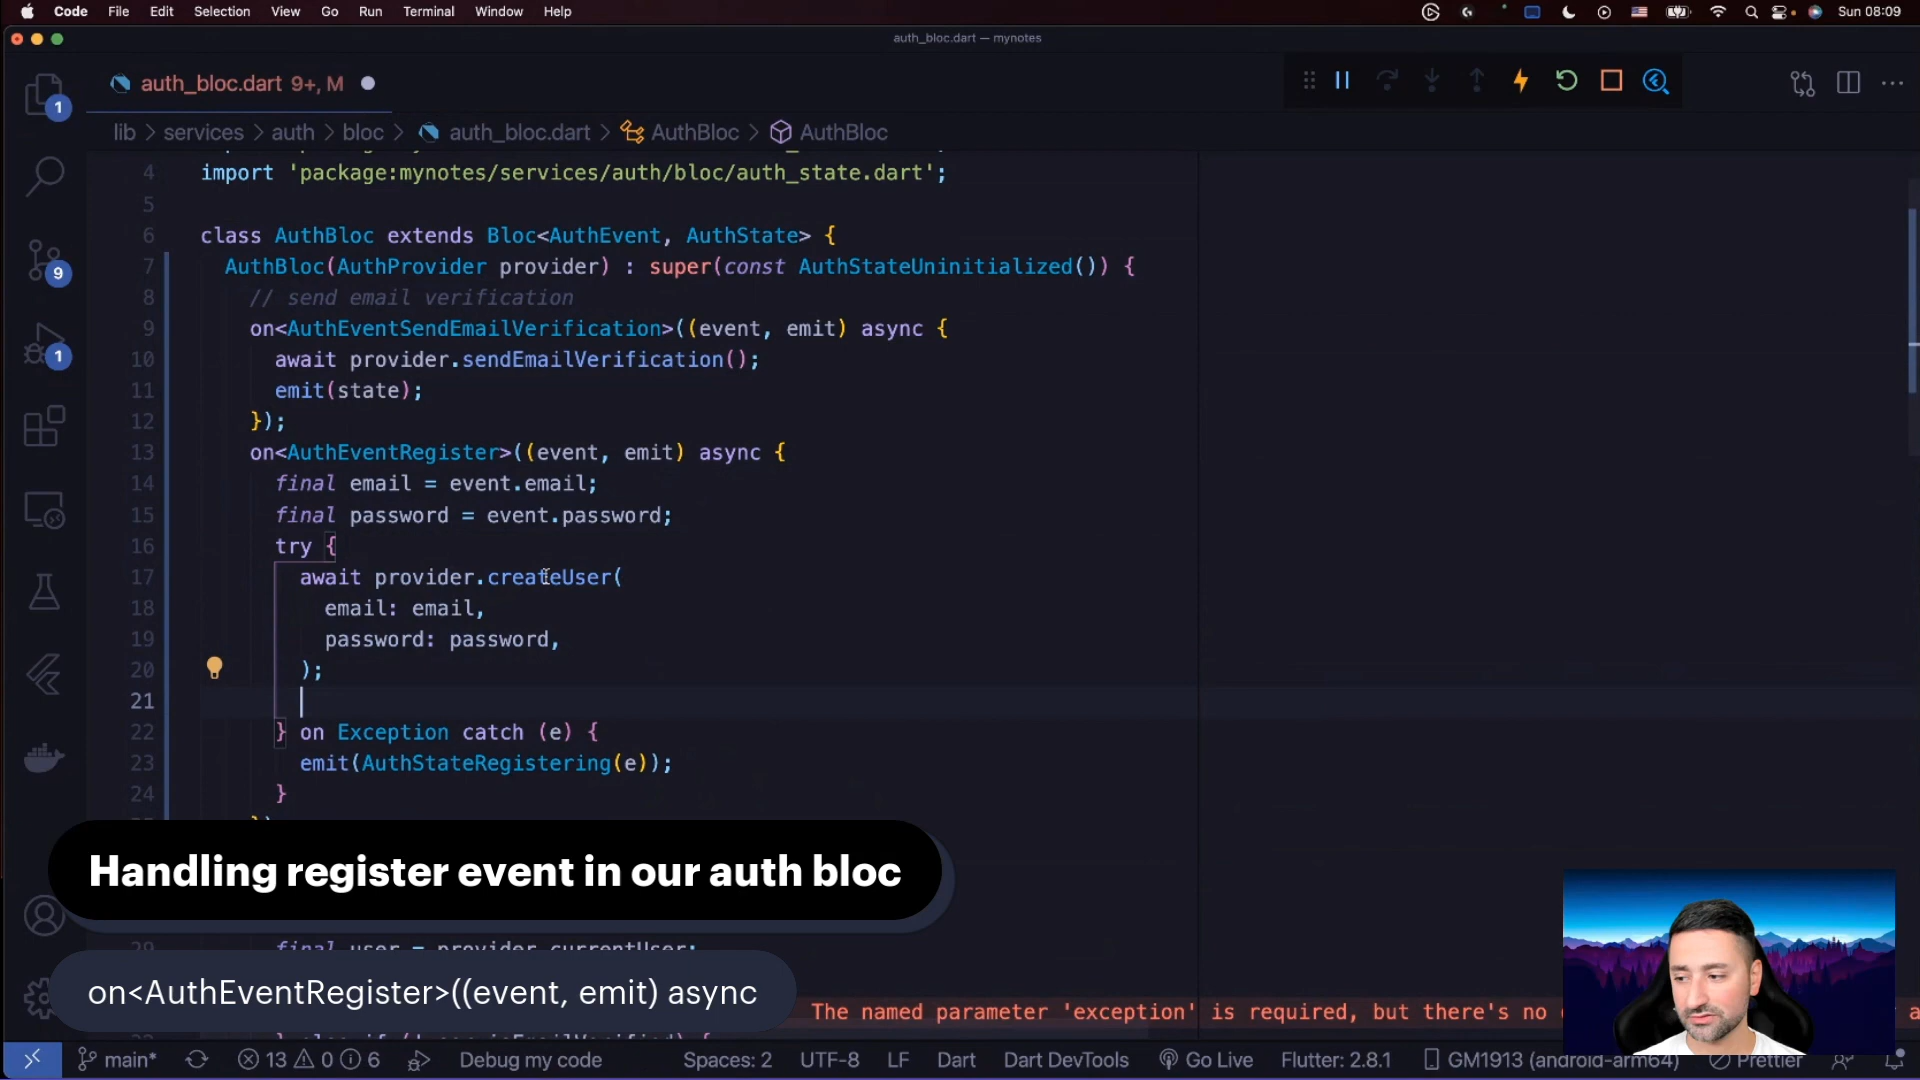 Code File Edit Selection View Go Run Terminal Window Help Sun 08:09
auth_bloc.dart — mynotes
auth_bloc.dart 9+, M
lib > services > auth > bloc > auth_bloc.dart > AuthBloc > AuthBloc
1
9
1
4 import 'package:mynotes/services/auth/bloc/auth_state.dart';
5
6 class AuthBloc extends Bloc<AuthEvent, AuthState> {
7 AuthBloc(AuthProvider provider) : super(const AuthStateUninitialized()) {
8 // send email verification
9 on<AuthEventSendEmailVerification>((event, emit) async {
10 await provider.sendEmailVerification();
11 emit(state);
12 });
13 on<AuthEventRegister>((event, emit) async {
14 final email = event.email;
15 final password = event.password;
16 try {
17 await provider.createUser(
18 email: email,
19 password: password,
20 );
21
22 } on Exception catch (e) {
23 emit(AuthStateRegistering(e));
24 }
Handling register event in our auth bloc
29 final user = provider.currentUser;
on<AuthEventRegister>((event, emit) async
The named parameter 'exception' is required, but there's no
main* 13 0 6 Debug my code Spaces: 2 UTF-8 LF Dart Dart DevTools Go Live Flutter: 2.8.1 GM1913 (android-arm64) Prettier